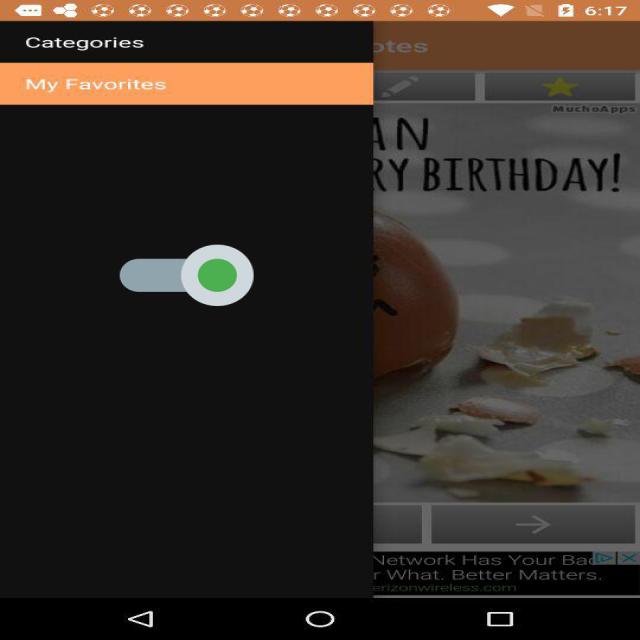 6:17
Categories
otes
My Favorites
MuchoApps
AN
RY BIRTHDAY!
Network Has Your Bac
r What. Better Matters.
erizonwireless.com